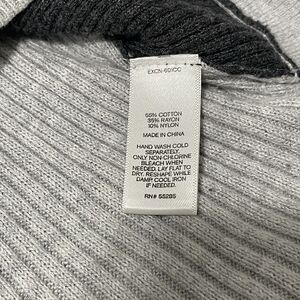 EXCN-601CC
55% COTTON
35% RAYON
10% NYLON
MADE IN CHINA
HAND WASH COLD
SEPARATELY.
ONLY NON-CHLORINE
BLEACH WHEN
NEEDED. LAY FLAT TO
DRY. RESHAPE WHILE
DAMP. COOL IRON
IF NEEDED.
RN# 55285